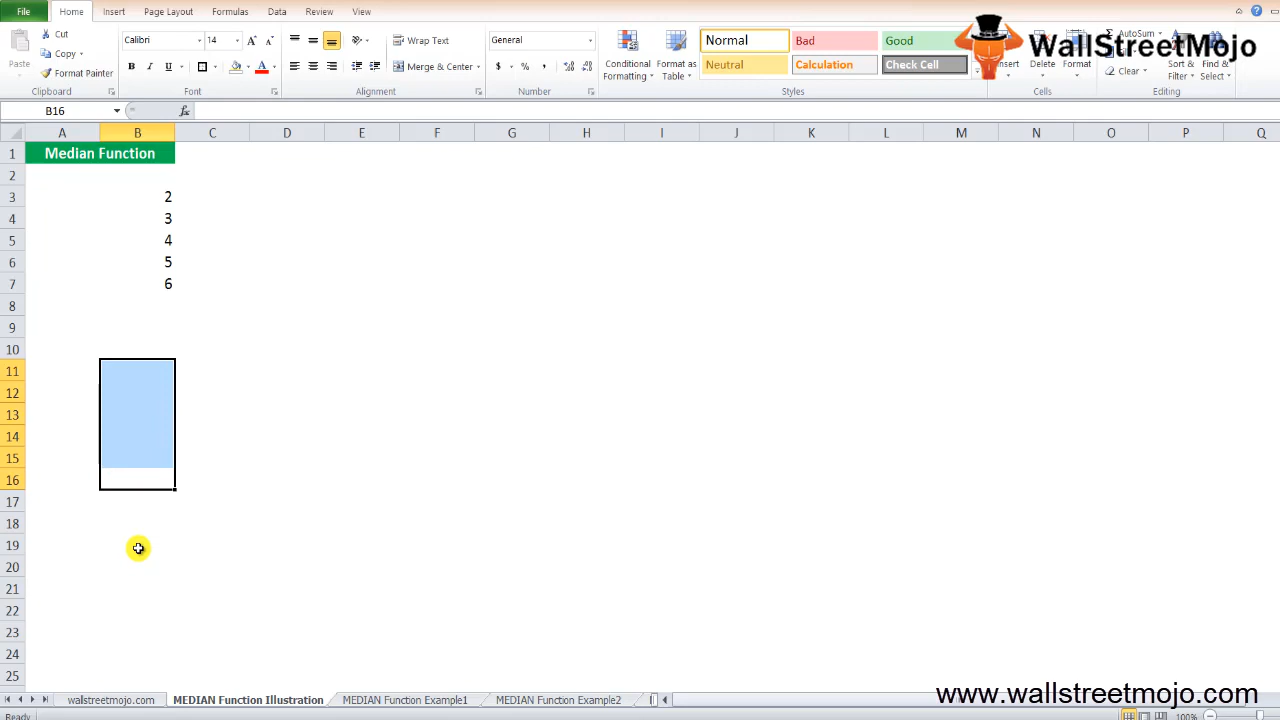 File Home Insert Page Layout Formulas Data Review View
Cut
Copy
Format Painter
Paste
Clipboard
Calibri 14
B I U
Font
Wrap Text
Merge & Center
Alignment
General
$ % ,
Number
Conditional Formatting
Format as Table
Normal Bad Good
Neutral Calculation Check Cell
Styles
Insert Delete Format
Cells
AutoSum
Clear
Sort & Filter
Find & Select
Editing
WallStreetMojo
B16 fx
A B C D E F G H I J K L M N O P Q
1 Median Function
2
3 2
4 3
5 4
6 5
7 6
8
9
10
11
12
13
14
15
16
17
18
19
20
21
22
23
24
25
wallstreetmojo.com MEDIAN Function Illustration MEDIAN Function Example1 MEDIAN Function Example2
www.wallstreetmojo.com
Ready 100%